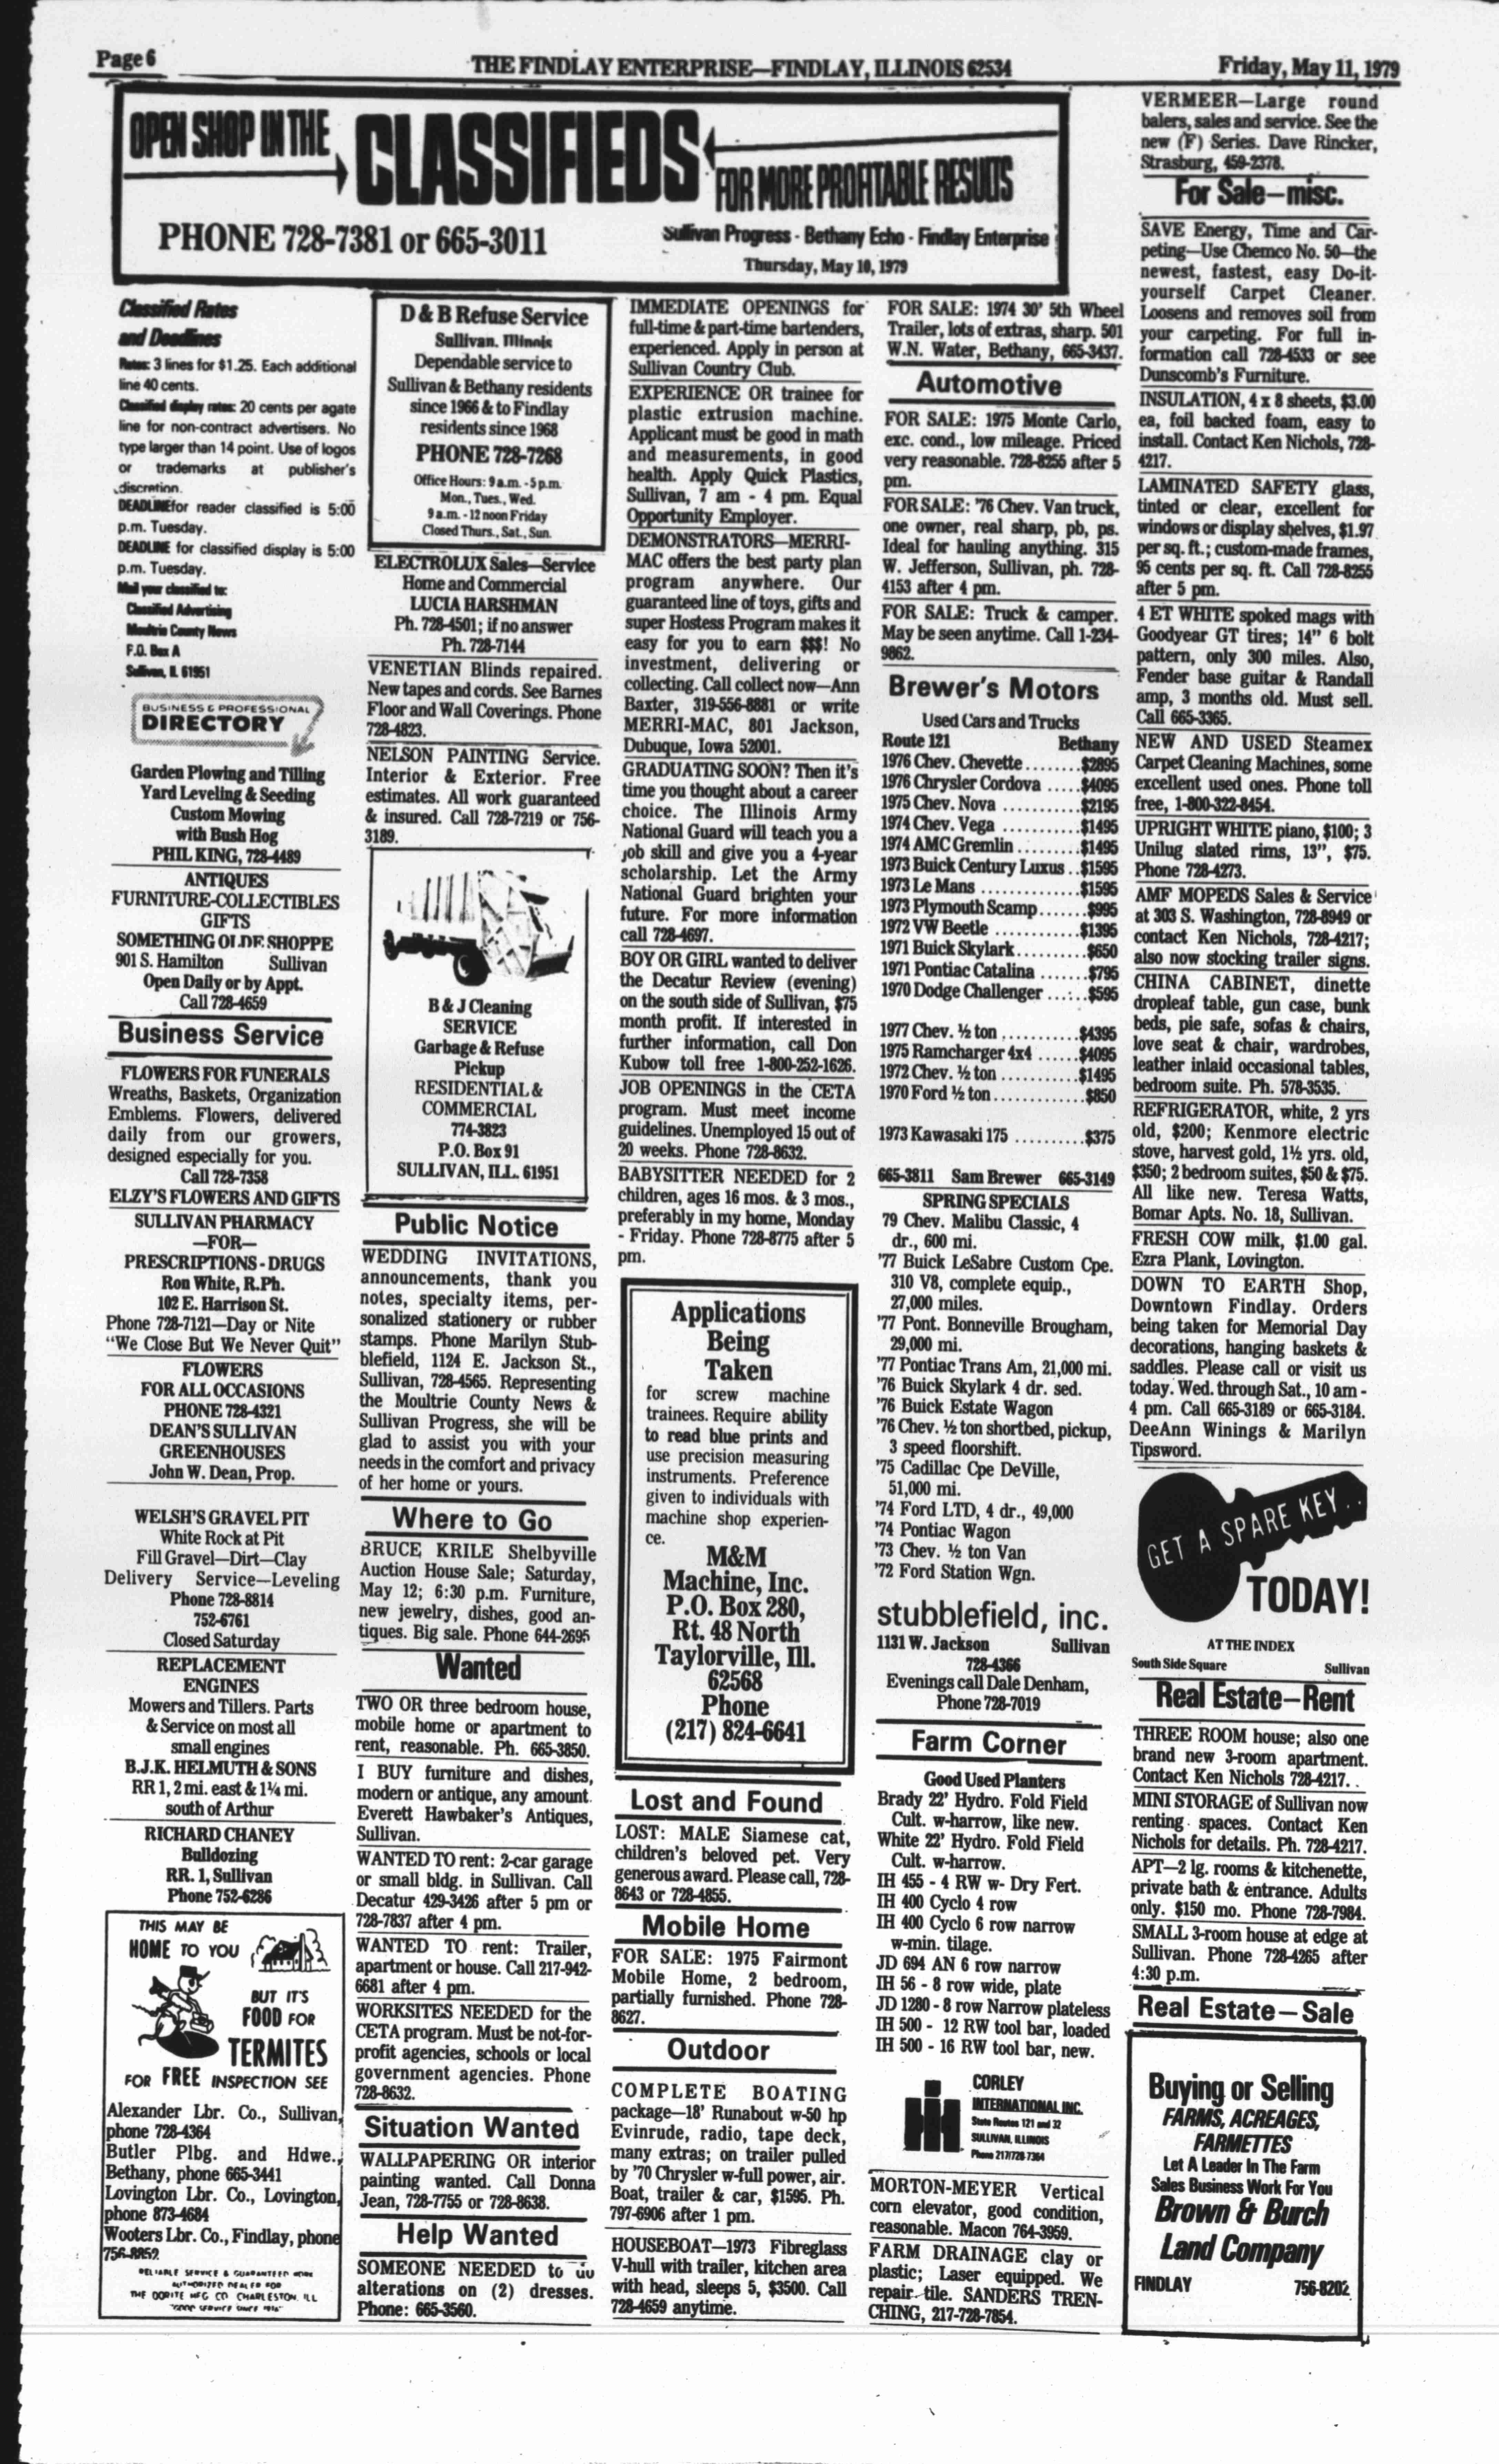 Page 6
THE FINDLAY ENTERPRISE—FINDLAY, ILLINOIS 62534
Friday, May 11, 1979
OPEN SHOP IN THE
CLASSIFIEDS
FOR MORE PROFITABLE RESULTS
PHONE 728-7381 or 665-3011
Sullivan Progress - Bethany Echo - Findlay Enterprise
Thursday, May 10, 1979
Classified Rates
and Deadlines
Rates: 3 lines for $1.25. Each additional
line 40 cents.
Classified display rates: 20 cents per agate
line for non-contract advertisers. No
type larger than 14 point. Use of logos
or trademarks at publisher's
discretion.
DEADLINE for reader classified is 5:00
p.m. Tuesday.
DEADLINE for classified display is 5:00
p.m. Tuesday.
Mail your classified to:
Classified Advertising
Moultrie County News
P.O. Box A
Sullivan, IL 61951
BUSINESS & PROFESSIONAL
DIRECTORY
Garden Plowing and Tilling
Yard Leveling & Seeding
Custom Mowing
with Bush Hog
PHIL KING, 728-4489
ANTIQUES
FURNITURE-COLLECTIBLES
GIFTS
SOMETHING OLDE SHOPPE
901 S. Hamilton Sullivan
Open Daily or by Appt.
Call 728-4659
Business Service
FLOWERS FOR FUNERALS
Wreaths, Baskets, Organization
Emblems. Flowers, delivered
daily from our growers,
designed especially for you.
Call 728-7358
ELZY'S FLOWERS AND GIFTS
SULLIVAN PHARMACY
—FOR—
PRESCRIPTIONS - DRUGS
Ron White, R.Ph.
102 E. Harrison St.
Phone 728-7121—Day or Nite
"We Close But We Never Quit"
FLOWERS
FOR ALL OCCASIONS
PHONE 728-4321
DEAN'S SULLIVAN
GREENHOUSES
John W. Dean, Prop.
WELSH'S GRAVEL PIT
White Rock at Pit
Fill Gravel—Dirt—Clay
Delivery Service—Leveling
Phone 728-8814
752-6761
Closed Saturday
REPLACEMENT
ENGINES
Mowers and Tillers. Parts
& Service on most all
small engines
B.J.K. HELMUTH & SONS
RR 1, 2 mi. east & 1¼ mi.
south of Arthur
RICHARD CHANEY
Bulldozing
RR. 1, Sullivan
Phone 752-6286
THIS MAY BE
HOME TO YOU
BUT IT'S
FOOD FOR
TERMITES
FOR FREE INSPECTION SEE
Alexander Lbr. Co., Sullivan,
phone 728-4364
Butler Plbg. and Hdwe.,
Bethany, phone 665-3441
Lovington Lbr. Co., Lovington,
phone 873-4684
Wooters Lbr. Co., Findlay, phone
756-8852
RELIABLE SERVICE & GUARANTEED WORK
AUTHORIZED DEALER FOR
THE DORITE MFG CO CHARLESTON, ILL
D & B Refuse Service
Sullivan, Illinois
Dependable service to
Sullivan & Bethany residents
since 1966 & to Findlay
residents since 1968
PHONE 728-7268
Office Hours: 9 a.m. - 5 p.m.
Mon., Tues., Wed.
9 a.m. - 12 noon Friday
Closed Thurs., Sat., Sun.
ELECTROLUX Sales—Service
Home and Commercial
LUCIA HARSHMAN
Ph. 728-4501; if no answer
Ph. 728-7144
VENETIAN Blinds repaired.
New tapes and cords. See Barnes
Floor and Wall Coverings. Phone
728-4823.
NELSON PAINTING Service.
Interior & Exterior. Free
estimates. All work guaranteed
& insured. Call 728-7219 or 756-
3189.
B & J Cleaning
SERVICE
Garbage & Refuse
Pickup
RESIDENTIAL &
COMMERCIAL
774-3823
P.O. Box 91
SULLIVAN, ILL. 61951
Public Notice
WEDDING INVITATIONS,
announcements, thank you
notes, specialty items, per-
sonalized stationery or rubber
stamps. Phone Marilyn Stub-
blefield, 1124 E. Jackson St.,
Sullivan, 728-4565. Representing
the Moultrie County News &
Sullivan Progress, she will be
glad to assist you with your
needs in the comfort and privacy
of her home or yours.
Where to Go
BRUCE KRILE Shelbyville
Auction House Sale; Saturday,
May 12; 6:30 p.m. Furniture,
new jewelry, dishes, good an-
tiques. Big sale. Phone 644-2695
Wanted
TWO OR three bedroom house,
mobile home or apartment to
rent, reasonable. Ph. 665-3850.
I BUY furniture and dishes,
modern or antique, any amount.
Everett Hawbaker's Antiques,
Sullivan.
WANTED TO rent: 2-car garage
or small bldg. in Sullivan. Call
Decatur 429-3426 after 5 pm or
728-7837 after 4 pm.
WANTED TO rent: Trailer,
apartment or house. Call 217-942-
6681 after 4 pm.
WORKSITES NEEDED for the
CETA program. Must be not-for-
profit agencies, schools or local
government agencies. Phone
728-8632.
Situation Wanted
WALLPAPERING OR interior
painting wanted. Call Donna
Jean, 728-7755 or 728-8638.
Help Wanted
SOMEONE NEEDED to do
alterations on (2) dresses.
Phone: 665-3560.
IMMEDIATE OPENINGS for
full-time & part-time bartenders,
experienced. Apply in person at
Sullivan Country Club.
EXPERIENCE OR trainee for
plastic extrusion machine.
Applicant must be good in math
and measurements, in good
health. Apply Quick Plastics,
Sullivan, 7 am - 4 pm. Equal
Opportunity Employer.
DEMONSTRATORS—MERRI-
MAC offers the best party plan
program anywhere. Our
guaranteed line of toys, gifts and
super Hostess Program makes it
easy for you to earn $$$! No
investment, delivering or
collecting. Call collect now—Ann
Baxter, 319-556-8881 or write
MERRI-MAC, 801 Jackson,
Dubuque, Iowa 52001.
GRADUATING SOON? Then it's
time you thought about a career
choice. The Illinois Army
National Guard will teach you a
job skill and give you a 4-year
scholarship. Let the Army
National Guard brighten your
future. For more information
call 728-4697.
BOY OR GIRL wanted to deliver
the Decatur Review (evening)
on the south side of Sullivan, $75
month profit. If interested in
further information, call Don
Kubow toll free 1-800-252-1626.
JOB OPENINGS in the CETA
program. Must meet income
guidelines. Unemployed 15 out of
20 weeks. Phone 728-8632.
BABYSITTER NEEDED for 2
children, ages 16 mos. & 3 mos.,
preferably in my home, Monday
- Friday. Phone 728-8775 after 5
pm.
Applications
Being
Taken
for screw machine
trainees. Require ability
to read blue prints and
use precision measuring
instruments. Preference
given to individuals with
machine shop experien-
ce.
M&M
Machine, Inc.
P.O. Box 280,
Rt. 48 North
Taylorville, Ill.
62568
Phone
(217) 824-6641
Lost and Found
LOST: MALE Siamese cat,
children's beloved pet. Very
generous award. Please call, 728-
8643 or 728-4855.
Mobile Home
FOR SALE: 1975 Fairmont
Mobile Home, 2 bedroom,
partially furnished. Phone 728-
8627.
Outdoor
COMPLETE BOATING
package—18' Runabout w-50 hp
Evinrude, radio, tape deck,
many extras; on trailer pulled
by '70 Chrysler w-full power, air.
Boat, trailer & car, $1595. Ph.
797-6906 after 1 pm.
HOUSEBOAT—1973 Fibreglass
V-hull with trailer, kitchen area
with head, sleeps 5, $3500. Call
728-4659 anytime.
FOR SALE: 1974 30' 5th Wheel
Trailer, lots of extras, sharp. 501
W.N. Water, Bethany, 665-3437.
Automotive
FOR SALE: 1975 Monte Carlo,
exc. cond., low mileage. Priced
very reasonable. 728-8255 after 5
pm.
FOR SALE: '76 Chev. Van truck,
one owner, real sharp, pb, ps.
Ideal for hauling anything. 315
W. Jefferson, Sullivan, ph. 728-
4153 after 4 pm.
FOR SALE: Truck & camper.
May be seen anytime. Call 1-234-
9862.
Brewer's Motors
Used Cars and Trucks
Route 121 Bethany
1976 Chev. Chevette.......$2895
1976 Chrysler Cordova .....$4095
1975 Chev. Nova ..........$2195
1974 Chev. Vega ..........$1495
1974 AMC Gremlin .........$1495
1973 Buick Century Luxus ..$1595
1973 Le Mans ............$1595
1973 Plymouth Scamp.......$995
1972 VW Beetle ...........$1395
1971 Buick Skylark.........$650
1971 Pontiac Catalina .......$795
1970 Dodge Challenger ......$595
1977 Chev. ½ ton ..........$4395
1975 Ramcharger 4x4 ......$4095
1972 Chev. ½ ton ..........$1495
1970 Ford ½ ton............$850
1973 Kawasaki 175 .........$375
665-3811 Sam Brewer 665-3149
SPRING SPECIALS
79 Chev. Malibu Classic, 4
dr., 600 mi.
'77 Buick LeSabre Custom Cpe.
310 V8, complete equip.,
27,000 miles.
'77 Pont. Bonneville Brougham,
29,000 mi.
'77 Pontiac Trans Am, 21,000 mi.
'76 Buick Skylark 4 dr. sed.
'76 Buick Estate Wagon
'76 Chev. ½ ton shortbed, pickup,
3 speed floorshift.
'75 Cadillac Cpe DeVille,
51,000 mi.
'74 Ford LTD, 4 dr., 49,000
'74 Pontiac Wagon
'73 Chev. ½ ton Van
'72 Ford Station Wgn.
stubblefield, inc.
1131 W. Jackson Sullivan
728-4366
Evenings call Dale Denham,
Phone 728-7019
Farm Corner
Good Used Planters
Brady 22' Hydro. Fold Field
Cult. w-harrow, like new.
White 22' Hydro. Fold Field
Cult. w-harrow.
IH 455 - 4 RW w- Dry Fert.
IH 400 Cyclo 4 row
IH 400 Cyclo 6 row narrow
w-min. tilage.
JD 694 AN 6 row narrow
IH 56 - 8 row wide, plate
JD 1280 - 8 row Narrow plateless
IH 500 - 12 RW tool bar, loaded
IH 500 - 16 RW tool bar, new.
CORLEY
INTERNATIONAL INC.
State Routes 121 and 32
SULLIVAN, ILLINOIS
Phone 217/728-7364
MORTON-MEYER Vertical
corn elevator, good condition,
reasonable. Macon 764-3959.
FARM DRAINAGE clay or
plastic; Laser equipped. We
repair tile. SANDERS TREN-
CHING, 217-728-7854.
VERMEER—Large round
balers, sales and service. See the
new (F) Series. Dave Rincker,
Strasburg, 459-2378.
For Sale—misc.
SAVE Energy, Time and Car-
peting—Use Chemco No. 50—the
newest, fastest, easy Do-it-
yourself Carpet Cleaner.
Loosens and removes soil from
your carpeting. For full in-
formation call 728-4533 or see
Dunscomb's Furniture.
INSULATION, 4 x 8 sheets, $3.00
ea, foil backed foam, easy to
install. Contact Ken Nichols, 728-
4217.
LAMINATED SAFETY glass,
tinted or clear, excellent for
windows or display shelves, $1.97
per sq. ft.; custom-made frames,
95 cents per sq. ft. Call 728-8255
after 5 pm.
4 ET WHITE spoked mags with
Goodyear GT tires; 14" 6 bolt
pattern, only 300 miles. Also,
Fender base guitar & Randall
amp, 3 months old. Must sell.
Call 665-3365.
NEW AND USED Steamex
Carpet Cleaning Machines, some
excellent used ones. Phone toll
free, 1-800-322-8454.
UPRIGHT WHITE piano, $100; 3
Unilug slated rims, 13", $75.
Phone 728-4273.
AMF MOPEDS Sales & Service
at 303 S. Washington, 728-8949 or
contact Ken Nichols, 728-4217;
also now stocking trailer signs.
CHINA CABINET, dinette
dropleaf table, gun case, bunk
beds, pie safe, sofas & chairs,
love seat & chair, wardrobes,
leather inlaid occasional tables,
bedroom suite. Ph. 578-3535.
REFRIGERATOR, white, 2 yrs
old, $200; Kenmore electric
stove, harvest gold, 1½ yrs. old,
$350; 2 bedroom suites, $50 & $75.
All like new. Teresa Watts,
Bomar Apts. No. 18, Sullivan.
FRESH COW milk, $1.00 gal.
Ezra Plank, Lovington.
DOWN TO EARTH Shop,
Downtown Findlay. Orders
being taken for Memorial Day
decorations, hanging baskets &
saddles. Please call or visit us
today. Wed. through Sat., 10 am -
4 pm. Call 665-3189 or 665-3184.
DeeAnn Winings & Marilyn
Tipsword.
GET A SPARE KEY..
TODAY!
AT THE INDEX
South Side Square Sullivan
Real Estate—Rent
THREE ROOM house; also one
brand new 3-room apartment.
Contact Ken Nichols 728-4217.
MINI STORAGE of Sullivan now
renting spaces. Contact Ken
Nichols for details. Ph. 728-4217.
APT—2 lg. rooms & kitchenette,
private bath & entrance. Adults
only. $150 mo. Phone 728-7984.
SMALL 3-room house at edge at
Sullivan. Phone 728-4265 after
4:30 p.m.
Real Estate—Sale
Buying or Selling
FARMS, ACREAGES,
FARMETTES
Let A Leader In The Farm
Sales Business Work For You
Brown & Burch
Land Company
FINDLAY 756-8202